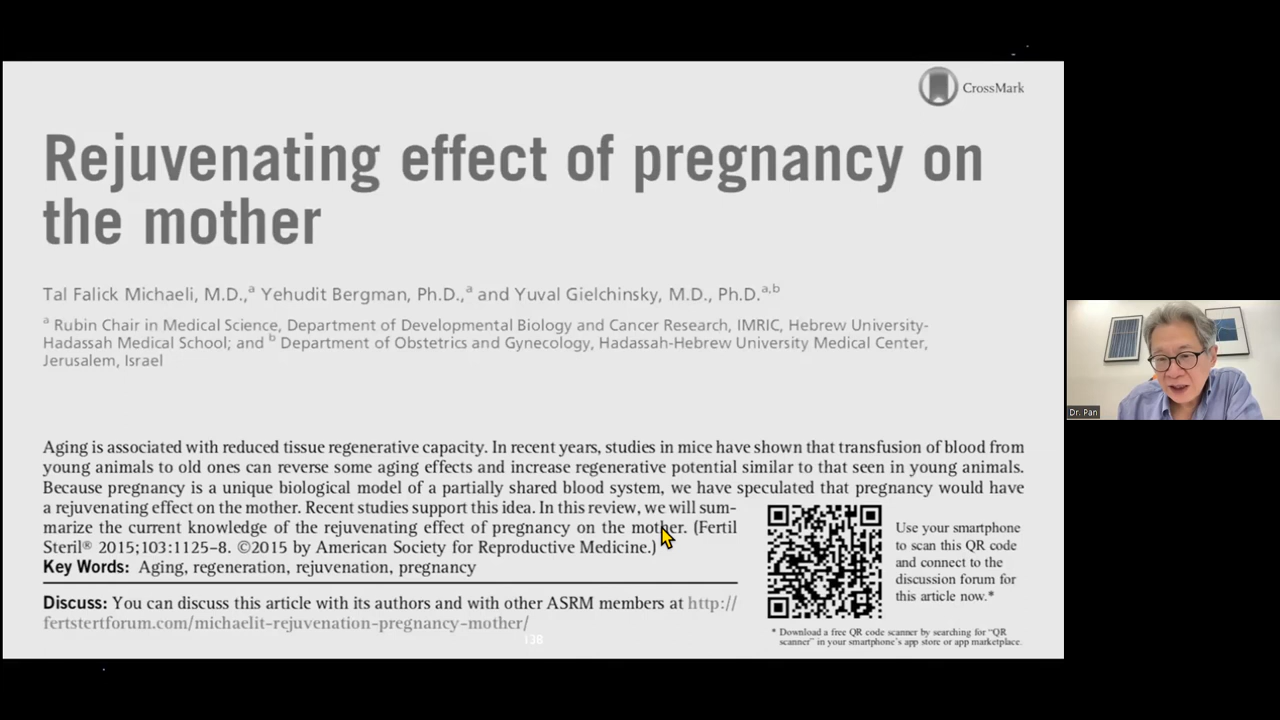 CrossMark
Rejuvenating effect of pregnancy on
the mother
Tal Falick Michaeli, M.D.,a Yehudit Bergman, Ph.D.,a and Yuval Gielchinsky, M.D., Ph.D.a,b
a Rubin Chair in Medical Science, Department of Developmental Biology and Cancer Research, IMRIC, Hebrew University-
Hadassah Medical School; and b Department of Obstetrics and Gynecology, Hadassah-Hebrew University Medical Center,
Jerusalem, Israel
Aging is associated with reduced tissue regenerative capacity. In recent years, studies in mice have shown that transfusion of blood from
young animals to old ones can reverse some aging effects and increase regenerative potential similar to that seen in young animals.
Because pregnancy is a unique biological model of a partially shared blood system, we have speculated that pregnancy would have
a rejuvenating effect on the mother. Recent studies support this idea. In this review, we will sum-
marize the current knowledge of the rejuvenating effect of pregnancy on the mother. (Fertil
Steril® 2015;103:1125–8. ©2015 by American Society for Reproductive Medicine.)
Key Words: Aging, regeneration, rejuvenation, pregnancy
Discuss: You can discuss this article with its authors and with other ASRM members at http://
fertstertforum.com/michaelit-rejuvenation-pregnancy-mother/
Use your smartphone
to scan this QR code
and connect to the
discussion forum for
this article now.*
* Download a free QR code scanner by searching for “QR
scanner” in your smartphone’s app store or app marketplace.
138
Dr. Pan